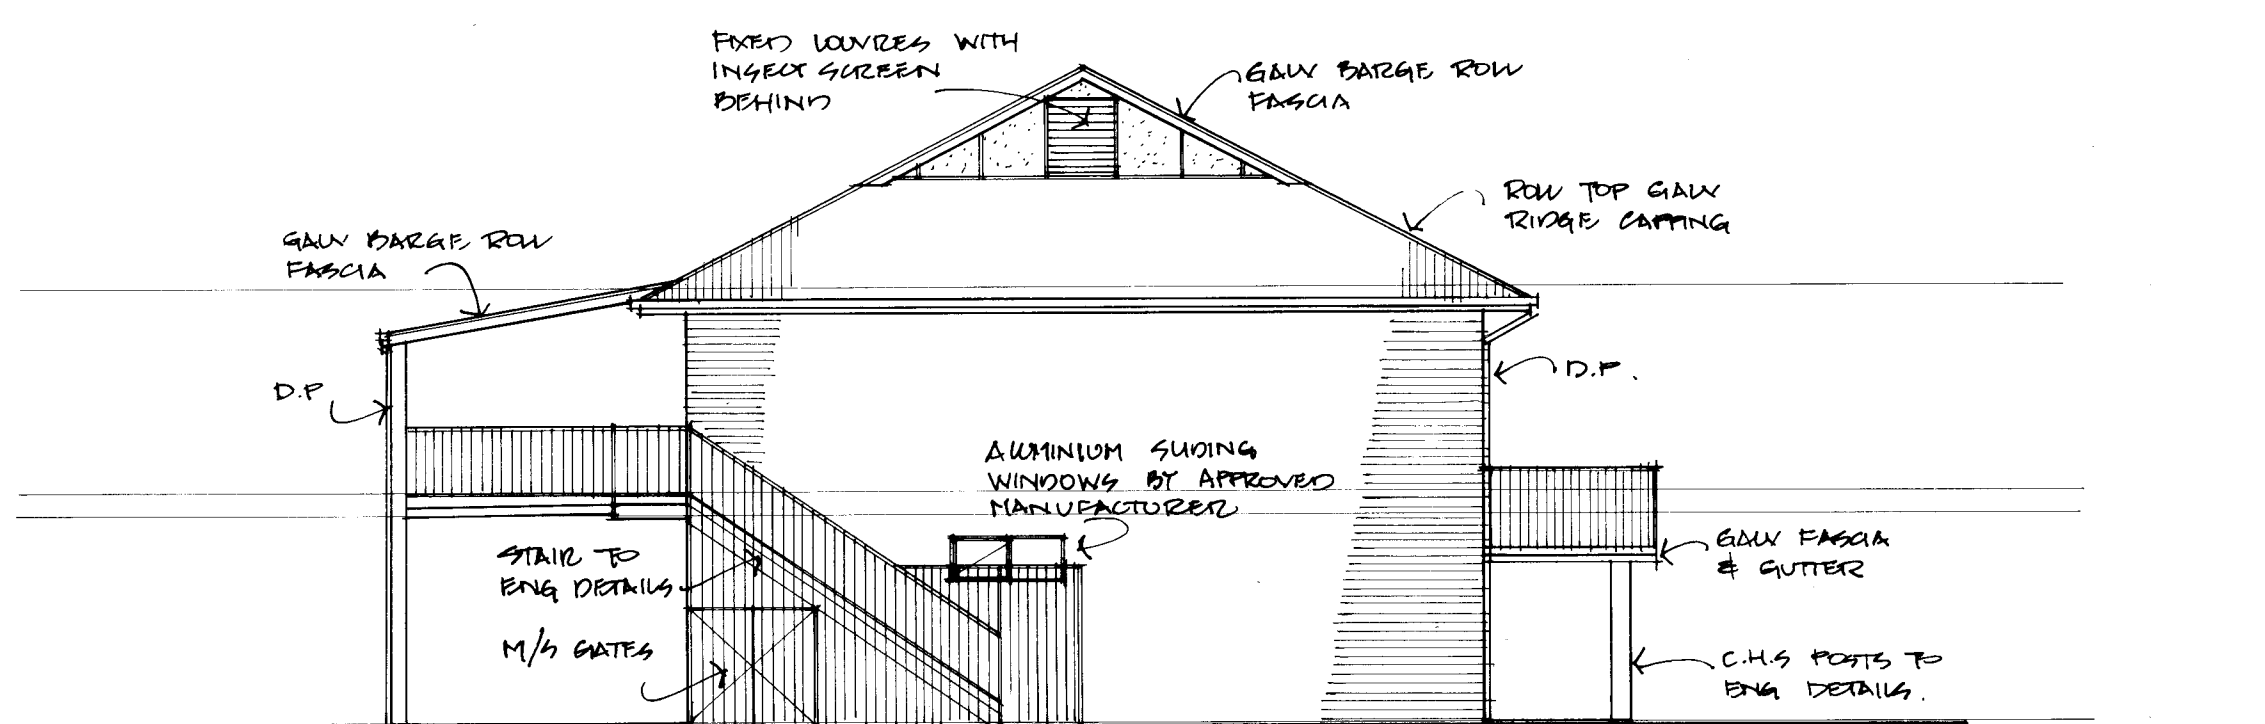 FIXED LOUVRES WITH
INSECT SCREEN
BEHIND
GALV BARGE ROLL
FASCIA
ROLL TOP GALV
RIDGE CAPPING
GALV BARGE ROLL
FASCIA
D.P
D.P.
ALUMINIUM SLIDING
WINDOWS BY APPROVED
MANUFACTURER
STAIR TO
ENG DETAILS
GALV FASCIA
& GUTTER
M/S GATES
C.H.S POSTS TO
ENG DETAILS.